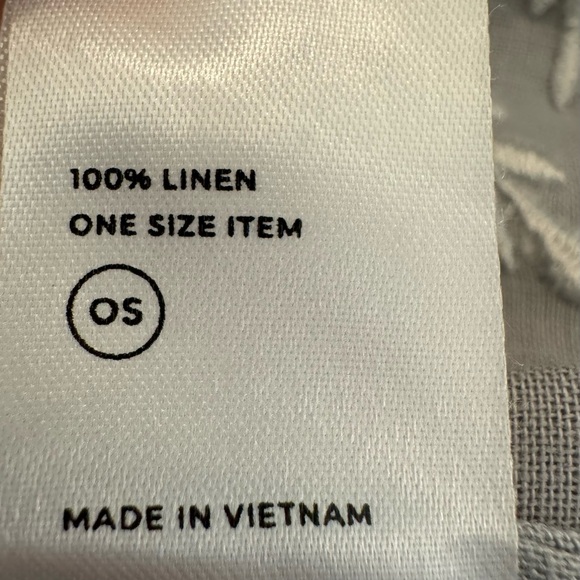 100% LINEN
ONE SIZE ITEM
OS
MADE IN VIETNAM